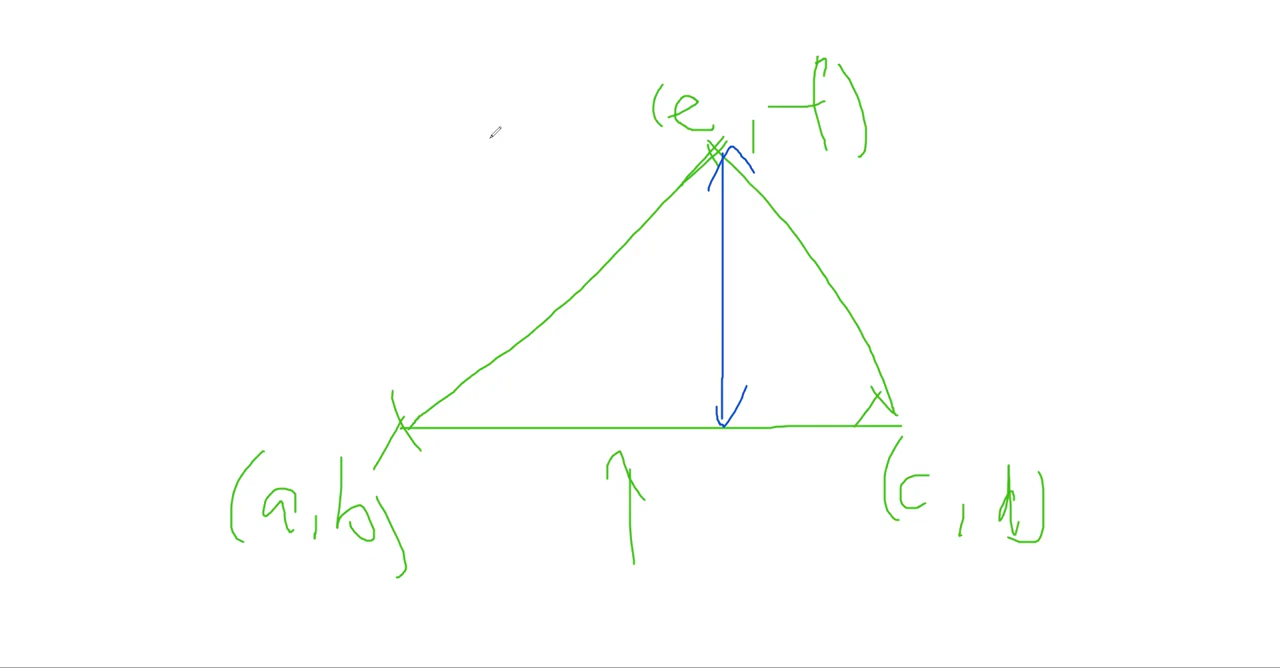 (e, f)
(a, b)
(c, d)